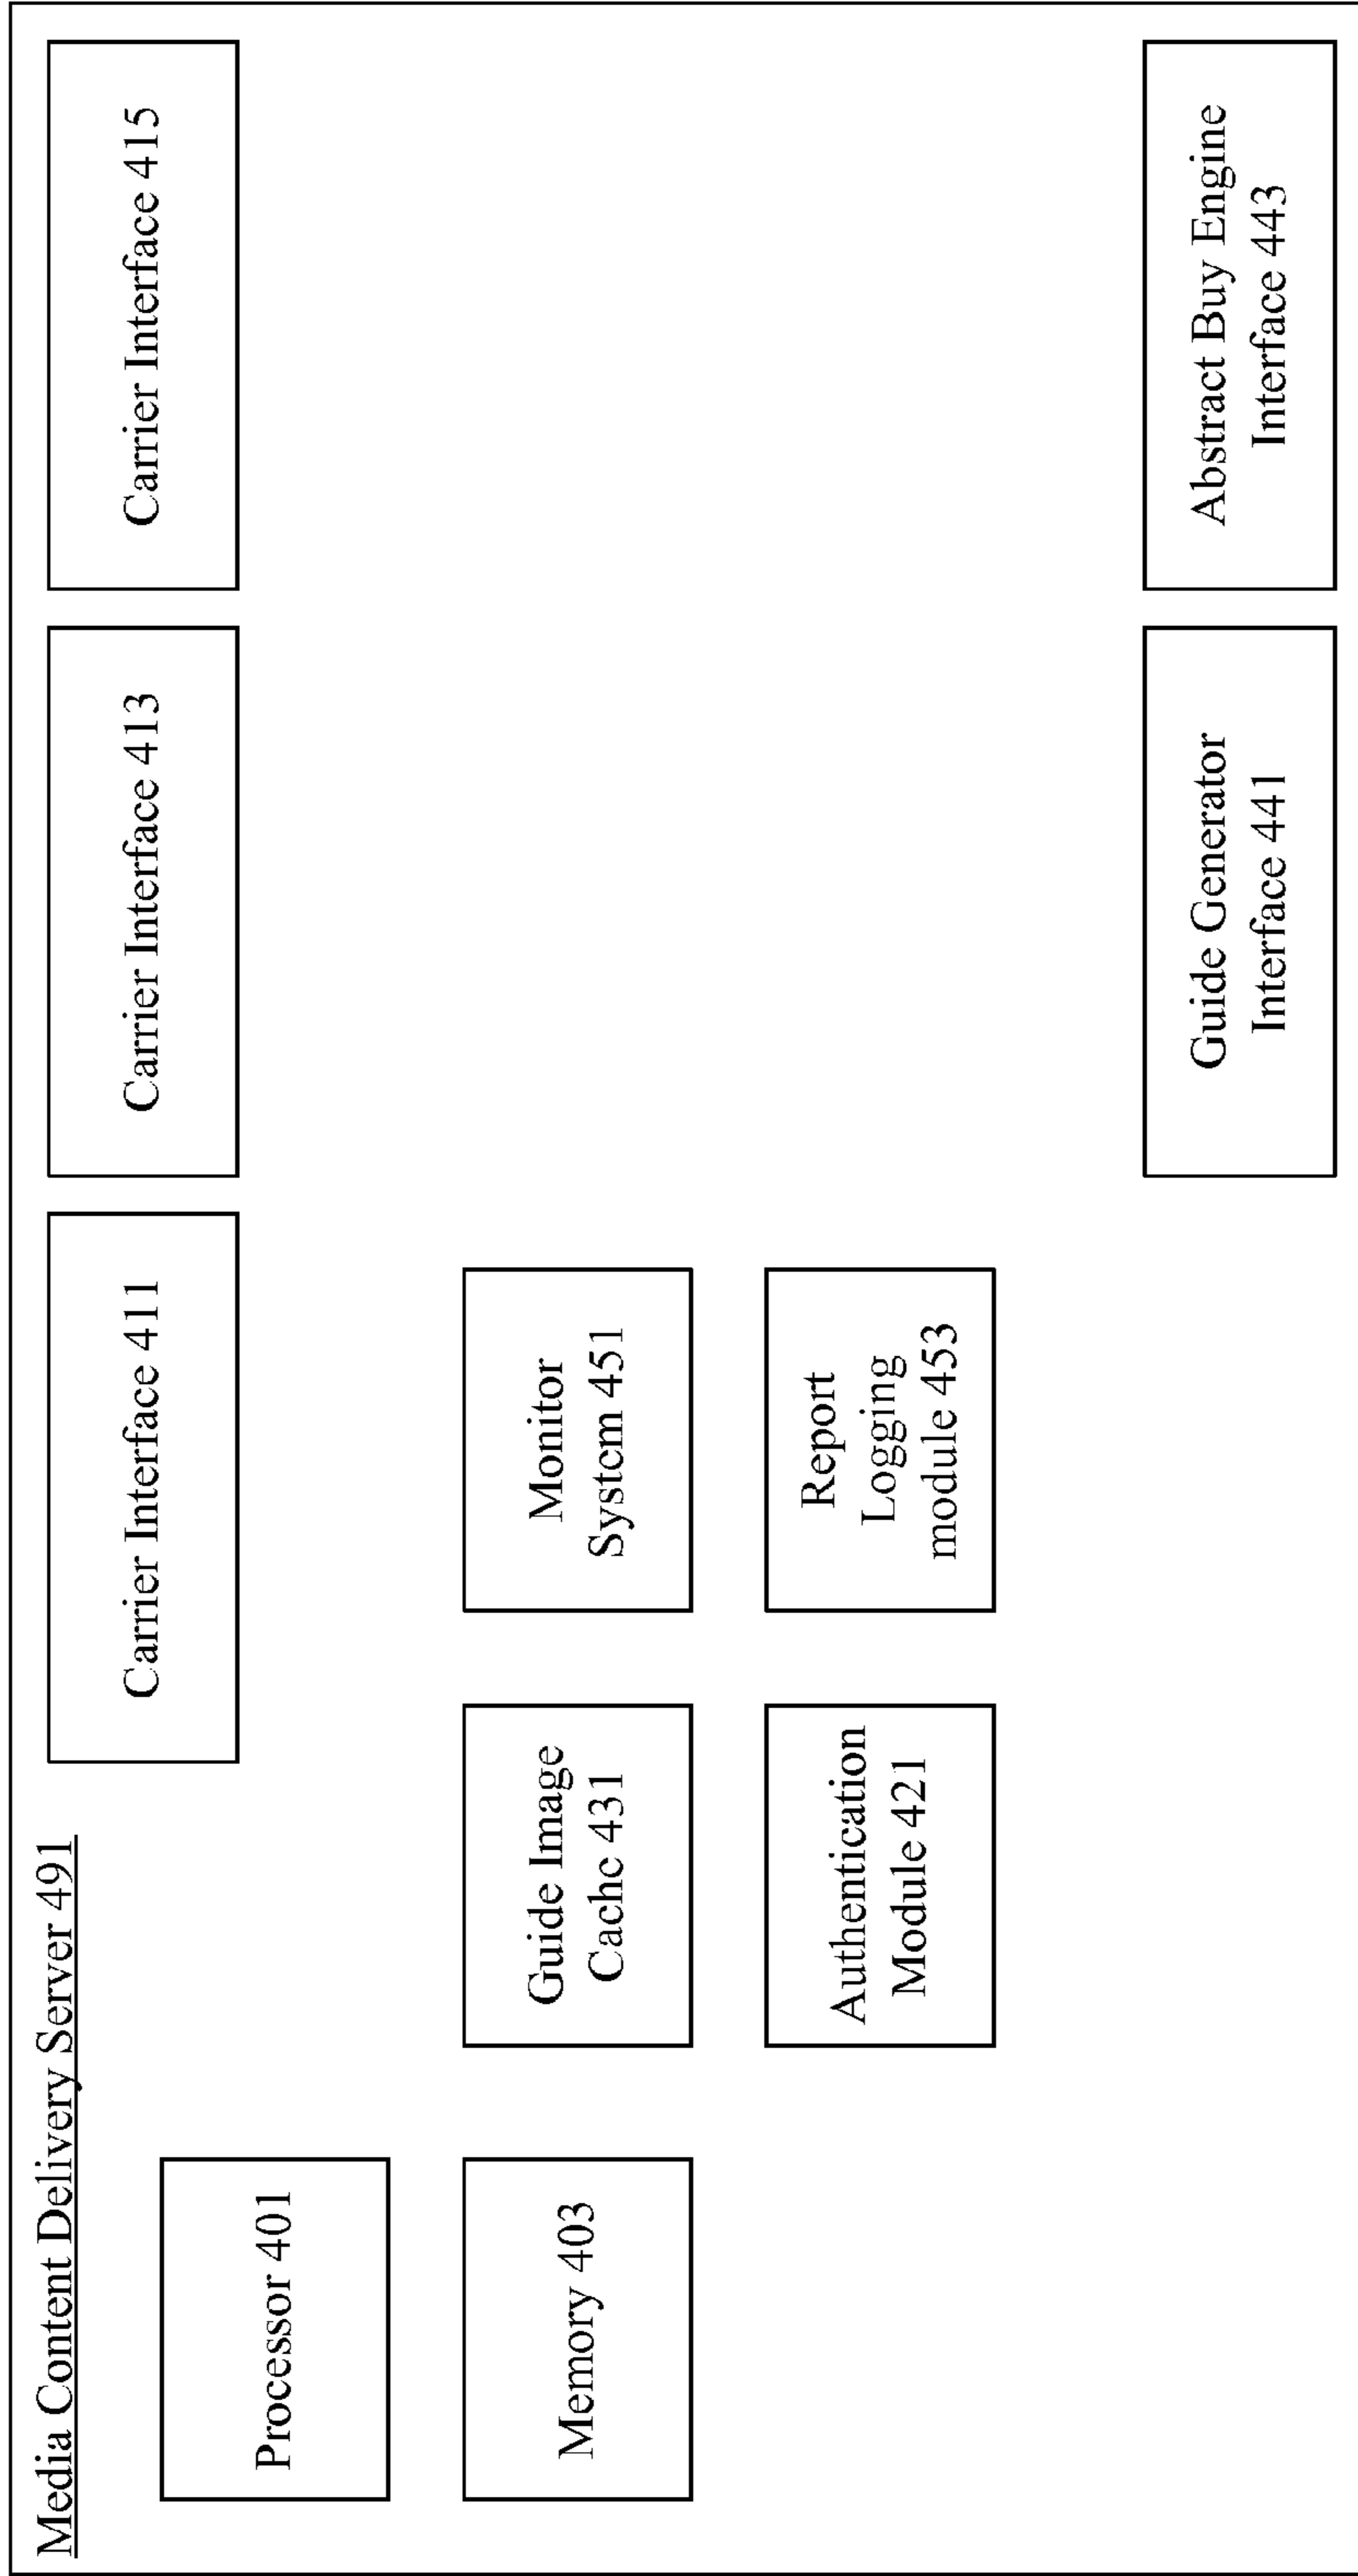 Media Content Delivery Server 491
Carrier Interface 411
Carrier Interface 413
Carrier Interface 415
Processor 401
Memory 403
Guide Image
Cache 431
Monitor
System 451
Authentication
Module 421
Report
Logging
module 453
Guide Generator
Interface 441
Abstract Buy Engine
Interface 443